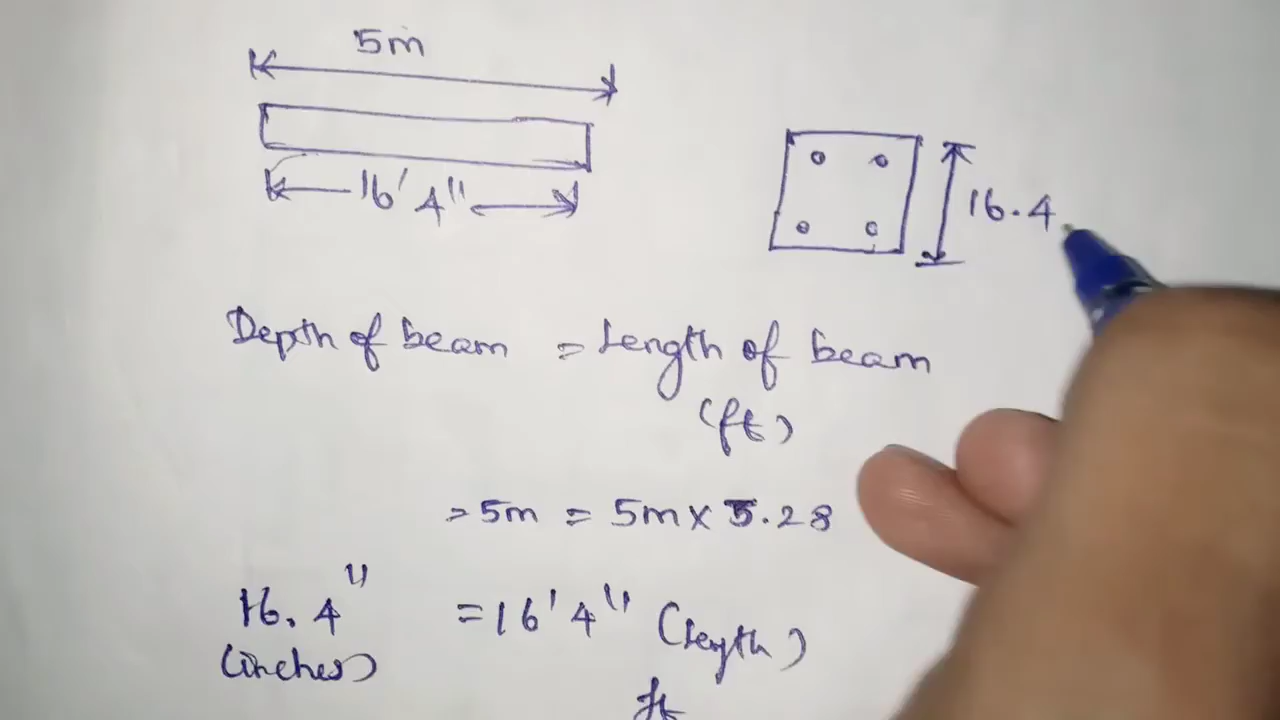 5m
16' 4"
16.4
Depth of beam = Length of beam
(ft)
= 5m = 5m x 3.28
16.4" = 16' 4" (length)
(inches) ft